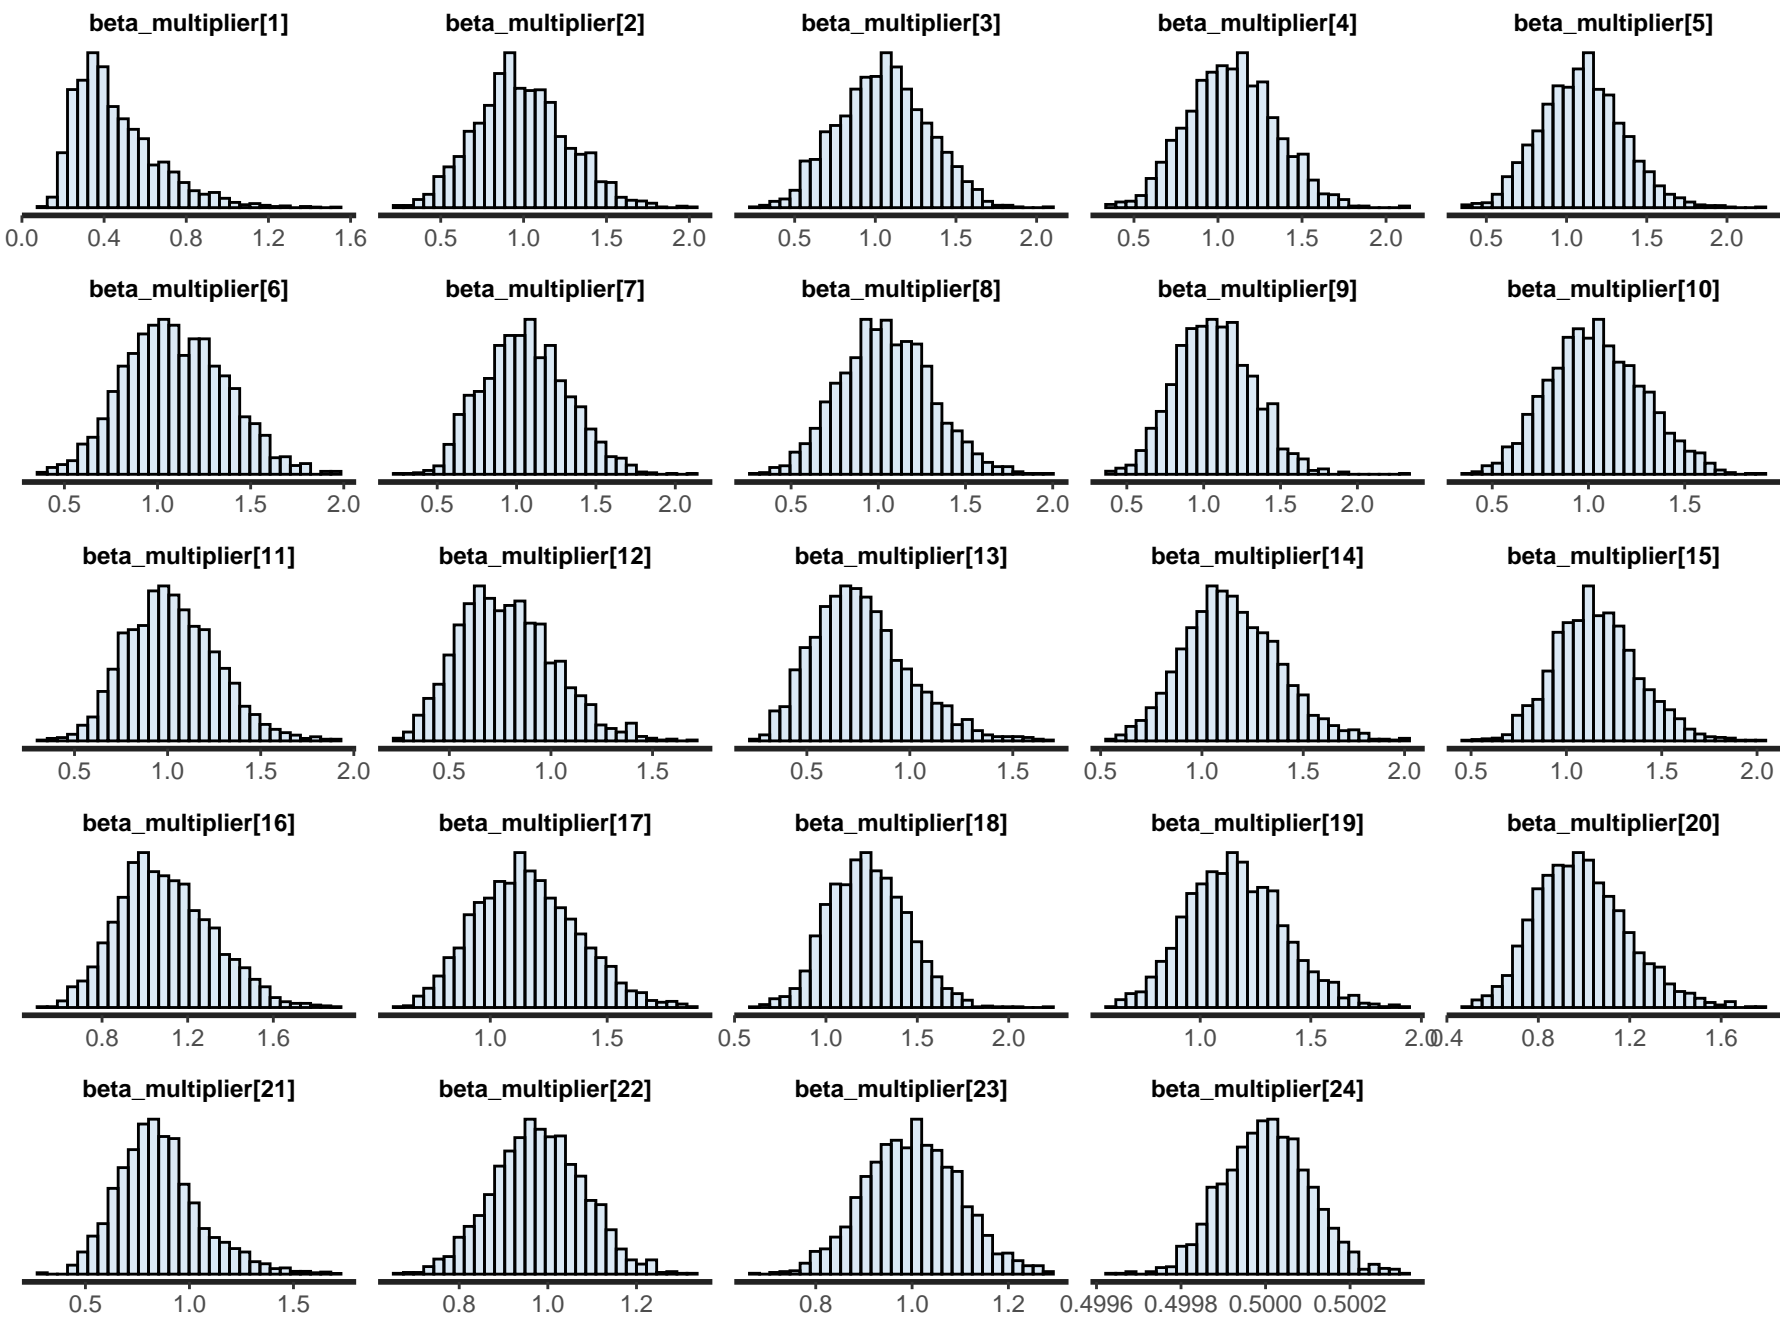 beta_multiplier[1] beta_multiplier[2] beta_multiplier[3] beta_multiplier[4] beta_multiplier[5]
0.0 0.4 0.8 1.2 1.6 0.5 1.0 1.5 2.0 0.5 1.0 1.5 2.0 0.5 1.0 1.5 2.0 0.5 1.0 1.5 2.0
beta_multiplier[6] beta_multiplier[7] beta_multiplier[8] beta_multiplier[9] beta_multiplier[10]
0.5 1.0 1.5 2.0 0.5 1.0 1.5 2.0 0.5 1.0 1.5 2.0 0.5 1.0 1.5 2.0 0.5 1.0 1.5
beta_multiplier[11] beta_multiplier[12] beta_multiplier[13] beta_multiplier[14] beta_multiplier[15]
0.5 1.0 1.5 2.0 0.5 1.0 1.5 0.5 1.0 1.5 0.5 1.0 1.5 2.0 0.5 1.0 1.5 2.0
beta_multiplier[16] beta_multiplier[17] beta_multiplier[18] beta_multiplier[19] beta_multiplier[20]
0.8 1.2 1.6 1.0 1.5 0.5 1.0 1.5 2.0 1.0 1.5 2.0 0.4 0.8 1.2 1.6
beta_multiplier[21] beta_multiplier[22] beta_multiplier[23] beta_multiplier[24]
0.5 1.0 1.5 0.8 1.0 1.2 0.8 1.0 1.2 0.4996 0.4998 0.5000 0.5002